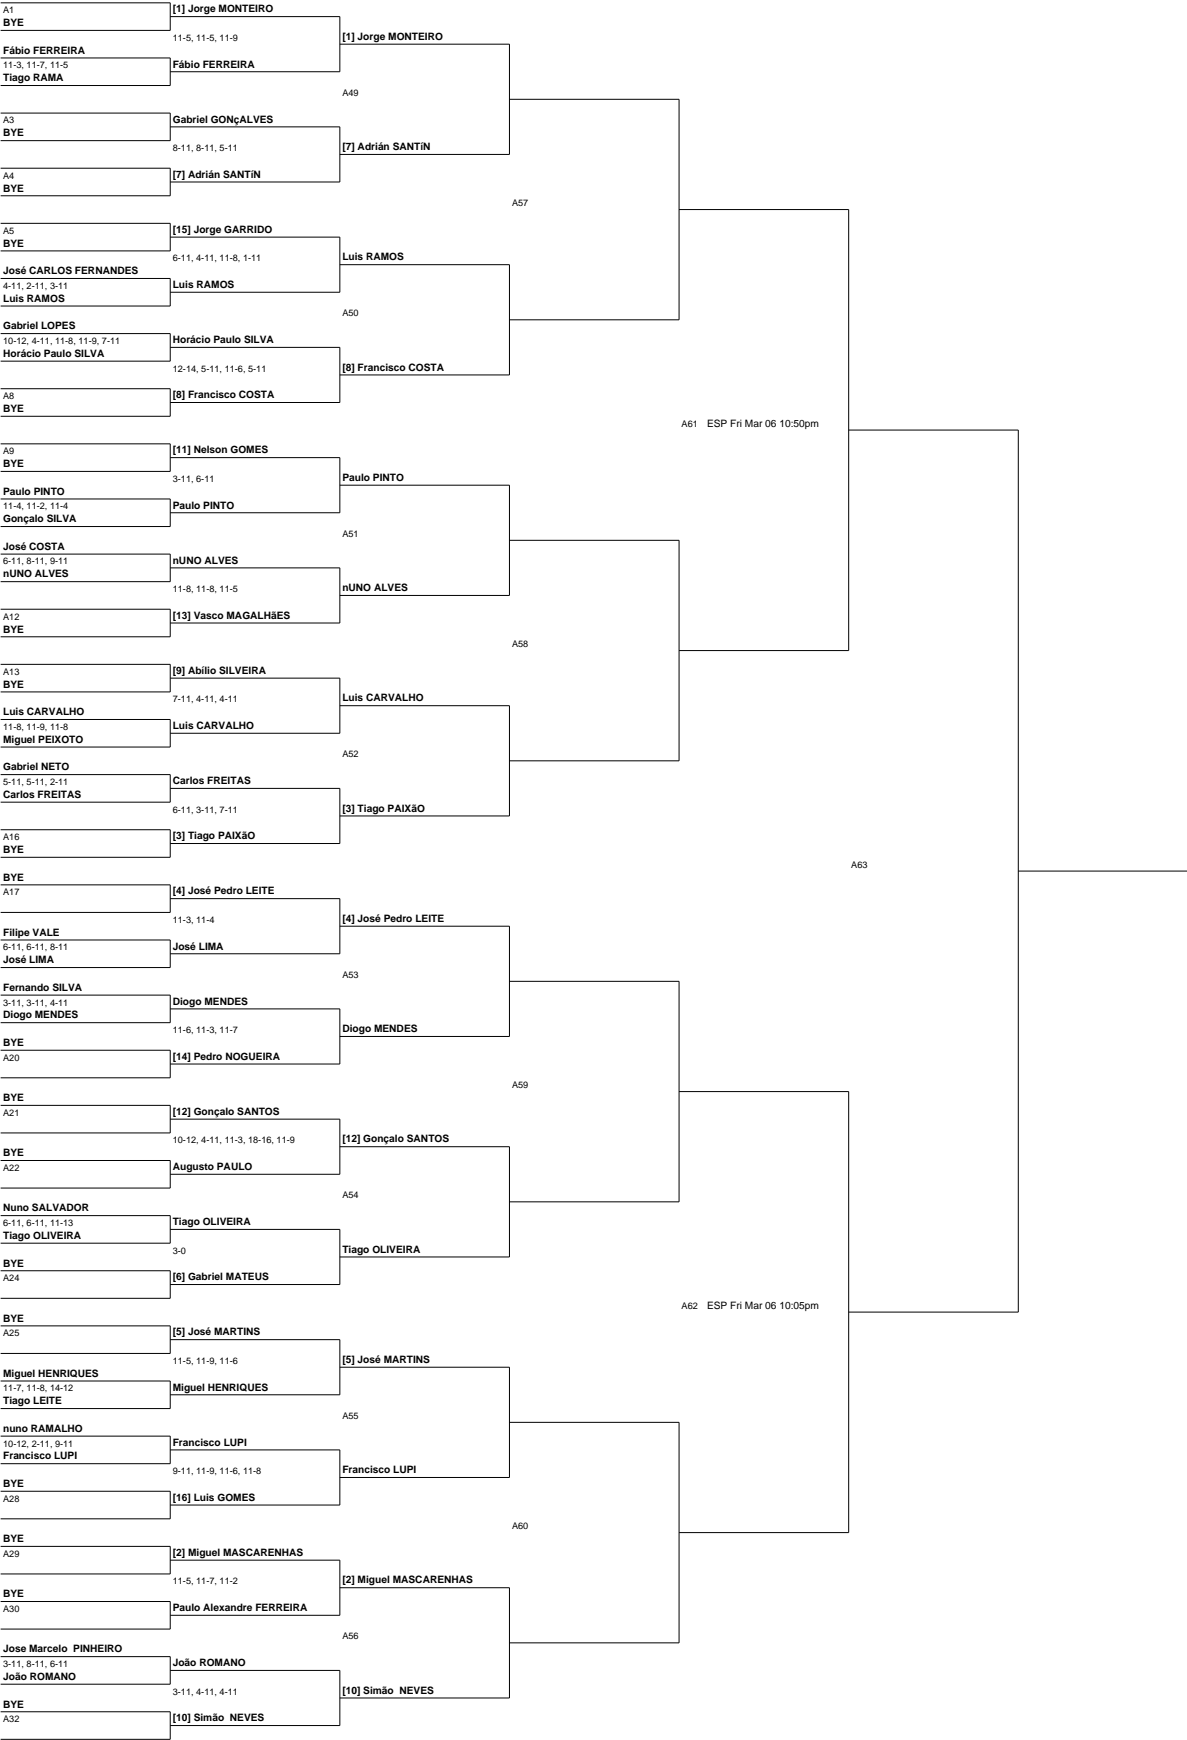 A1
BYE
[1] Jorge MONTEIRO
11-5, 11-5, 11-9
[1] Jorge MONTEIRO
Fábio FERREIRA
11-3, 11-7, 11-5
Tiago RAMA
Fábio FERREIRA
A49
A3
BYE
Gabriel GONçALVES
8-11, 8-11, 5-11
[7] Adrián SANTíN
A4
BYE
[7] Adrián SANTíN
A57
A5
BYE
[15] Jorge GARRIDO
6-11, 4-11, 11-8, 1-11
Luis RAMOS
José CARLOS FERNANDES
4-11, 2-11, 3-11
Luis RAMOS
Luis RAMOS
A50
Gabriel LOPES
10-12, 4-11, 11-8, 11-9, 7-11
Horácio Paulo SILVA
Horácio Paulo SILVA
12-14, 5-11, 11-6, 5-11
[8] Francisco COSTA
A8
BYE
[8] Francisco COSTA
A61 ESP Fri Mar 06 10:50pm
A9
BYE
[11] Nelson GOMES
3-11, 6-11
Paulo PINTO
Paulo PINTO
11-4, 11-2, 11-4
Gonçalo SILVA
Paulo PINTO
A51
José COSTA
6-11, 8-11, 9-11
nUNO ALVES
nUNO ALVES
11-8, 11-8, 11-5
nUNO ALVES
A12
BYE
[13] Vasco MAGALHãES
A58
A13
BYE
[9] Abílio SILVEIRA
7-11, 4-11, 4-11
Luis CARVALHO
Luis CARVALHO
11-8, 11-9, 11-8
Miguel PEIXOTO
Luis CARVALHO
A52
Gabriel NETO
5-11, 5-11, 2-11
Carlos FREITAS
Carlos FREITAS
6-11, 3-11, 7-11
[3] Tiago PAIXãO
A16
BYE
[3] Tiago PAIXãO
A63
BYE
A17
[4] José Pedro LEITE
11-3, 11-4
[4] José Pedro LEITE
Filipe VALE
6-11, 6-11, 8-11
José LIMA
José LIMA
A53
Fernando SILVA
3-11, 3-11, 4-11
Diogo MENDES
Diogo MENDES
11-6, 11-3, 11-7
Diogo MENDES
BYE
A20
[14] Pedro NOGUEIRA
A59
BYE
A21
[12] Gonçalo SANTOS
10-12, 4-11, 11-3, 18-16, 11-9
[12] Gonçalo SANTOS
BYE
A22
Augusto PAULO
A54
Nuno SALVADOR
6-11, 6-11, 11-13
Tiago OLIVEIRA
Tiago OLIVEIRA
3-0
Tiago OLIVEIRA
BYE
A24
[6] Gabriel MATEUS
A62 ESP Fri Mar 06 10:05pm
BYE
A25
[5] José MARTINS
11-5, 11-9, 11-6
[5] José MARTINS
Miguel HENRIQUES
11-7, 11-8, 14-12
Tiago LEITE
Miguel HENRIQUES
A55
nuno RAMALHO
10-12, 2-11, 9-11
Francisco LUPI
Francisco LUPI
9-11, 11-9, 11-6, 11-8
Francisco LUPI
BYE
A28
[16] Luis GOMES
A60
BYE
A29
[2] Miguel MASCARENHAS
11-5, 11-7, 11-2
[2] Miguel MASCARENHAS
BYE
A30
Paulo Alexandre FERREIRA
A56
Jose Marcelo PINHEIRO
3-11, 8-11, 6-11
João ROMANO
João ROMANO
3-11, 4-11, 4-11
[10] Simão NEVES
BYE
A32
[10] Simão NEVES